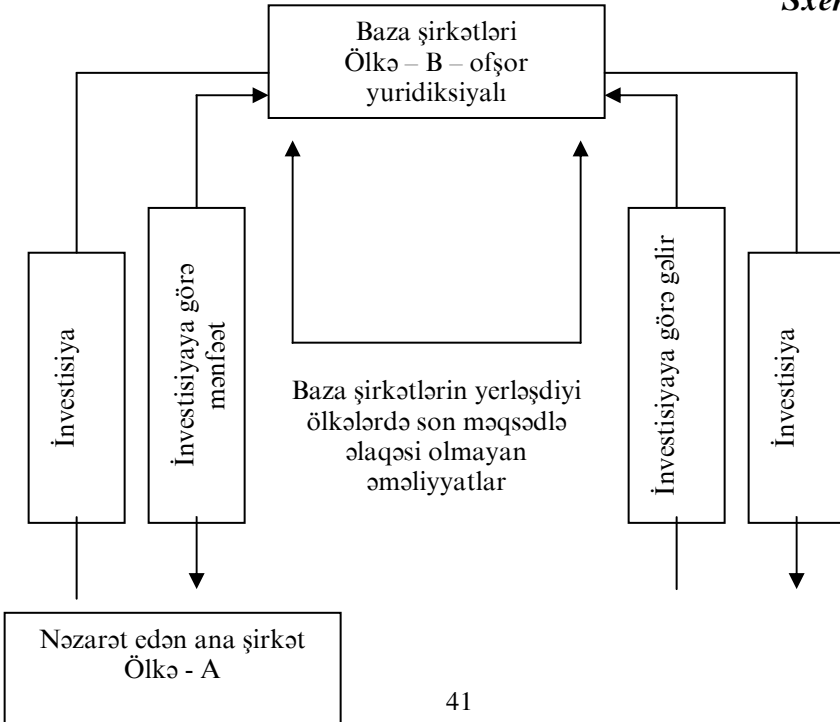 Sxem
Baza şirkətləri
Ölkə – B – ofşor
yuridiksiyalı
İnvestisiya
İnvestisiyaya görə
mənfəət
Baza şirkətlərin yerləşdiyi
ölkələrdə son məqsədlə
əlaqəsi olmayan
əməliyyatlar
İnvestisiyaya görə gəlir
İnvestisiya
Nəzarət edən ana şirkət
Ölkə - A
41